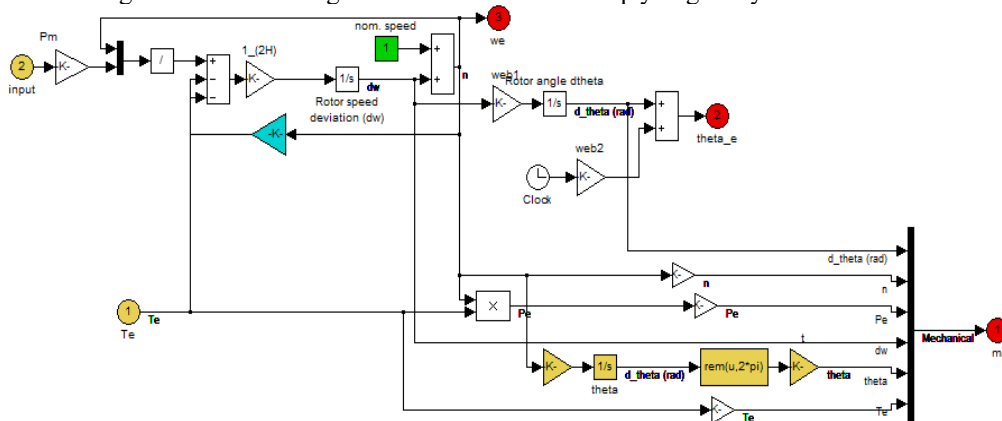 nom. speed
3
we
Pm
1
2
input
K-
/
+
−
−
1_(2H)
K-
1/s
dw
Rotor speed
deviation (dw)
+
+
n
web1
K-
Rotor angle dtheta
1/s
d_theta (rad)
+
+
2
theta_e
-K-
web2
K-
Clock
d_theta (rad)
K-
n
n
1
Te
Te
X
Pe
K-
Pe
Pe
Mechanical
1
m
t
dw
K-
1/s
theta
d_theta (rad)
rem(u,2*pi)
K-
theta
theta
K-
Te
Te